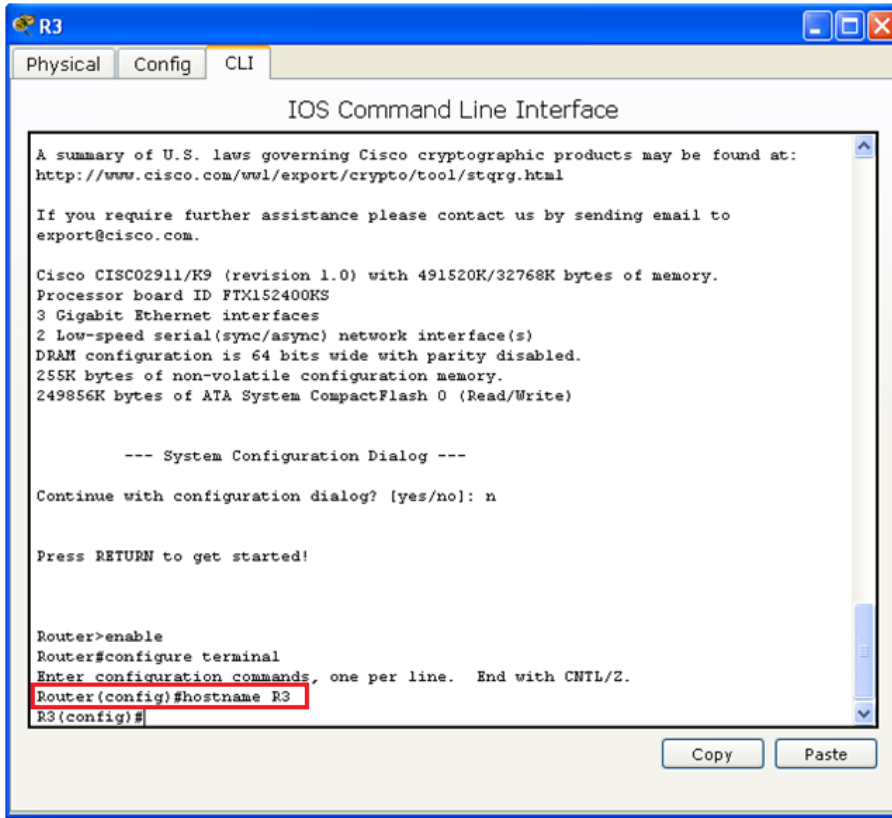 R3
Physical Config CLI
IOS Command Line Interface
A summary of U.S. laws governing Cisco cryptographic products may be found at:
http://www.cisco.com/wwl/export/crypto/tool/stqrg.html
If you require further assistance please contact us by sending email to
export@cisco.com.
Cisco CISCO2911/K9 (revision 1.0) with 491520K/32768K bytes of memory.
Processor board ID FTX152400KS
3 Gigabit Ethernet interfaces
2 Low-speed serial(sync/async) network interface(s)
DRAM configuration is 64 bits wide with parity disabled.
255K bytes of non-volatile configuration memory.
249856K bytes of ATA System CompactFlash 0 (Read/Write)
--- System Configuration Dialog ---
Continue with configuration dialog? [yes/no]: n
Press RETURN to get started!
Router>enable
Router#configure terminal
Enter configuration commands, one per line.  End with CNTL/Z.
Router(config)#hostname R3
R3(config)#
Copy Paste